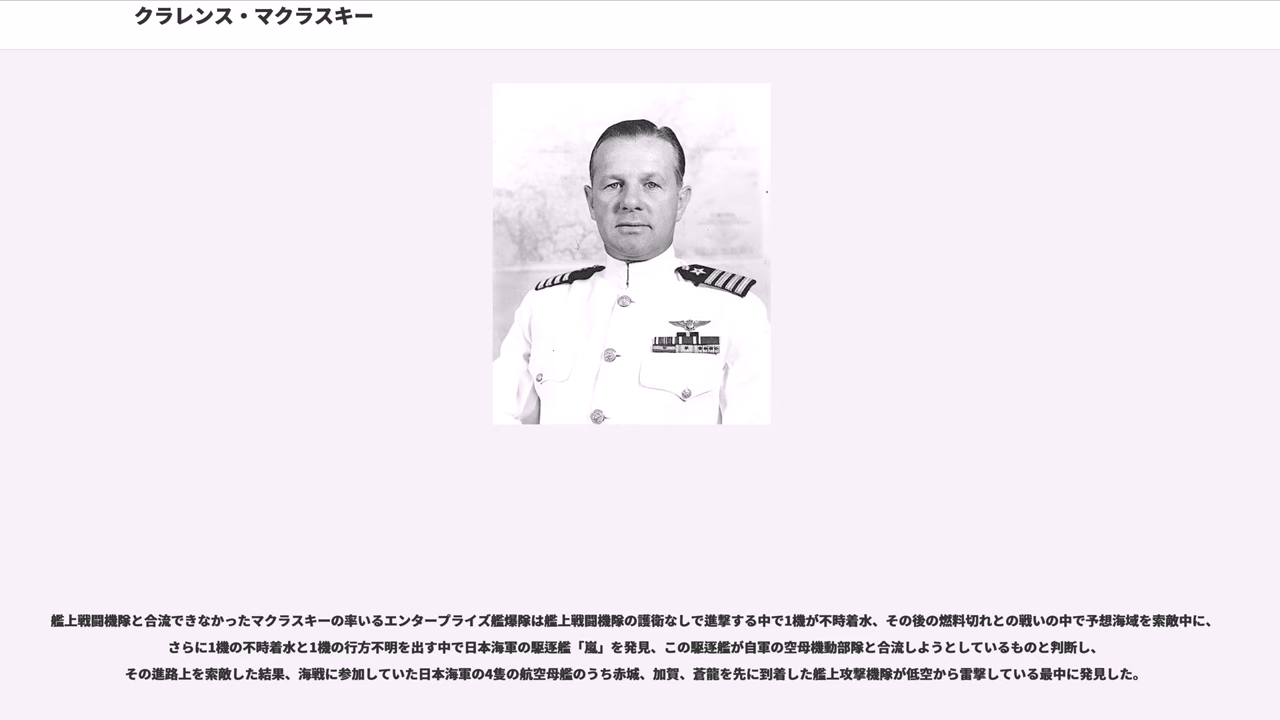 クラレンス・マクラスキー
艦上戦闘機隊と合流できなかったマクラスキーの率いるエンタープライズ艦爆隊は艦上戦闘機隊の護衛なしで進撃する中で1機が不時着水、その後の燃料切れとの戦いの中で予想海域を索敵中に、
さらに1機の不時着水と1機の行方不明を出す中で日本海軍の駆逐艦「嵐」を発見、この駆逐艦が自軍の空母機動部隊と合流しようとしているものと判断し、
その進路上を索敵した結果、海戦に参加していた日本海軍の4隻の航空母艦のうち赤城、加賀、蒼龍を先に到着した艦上攻撃機隊が低空から雷撃している最中に発見した。